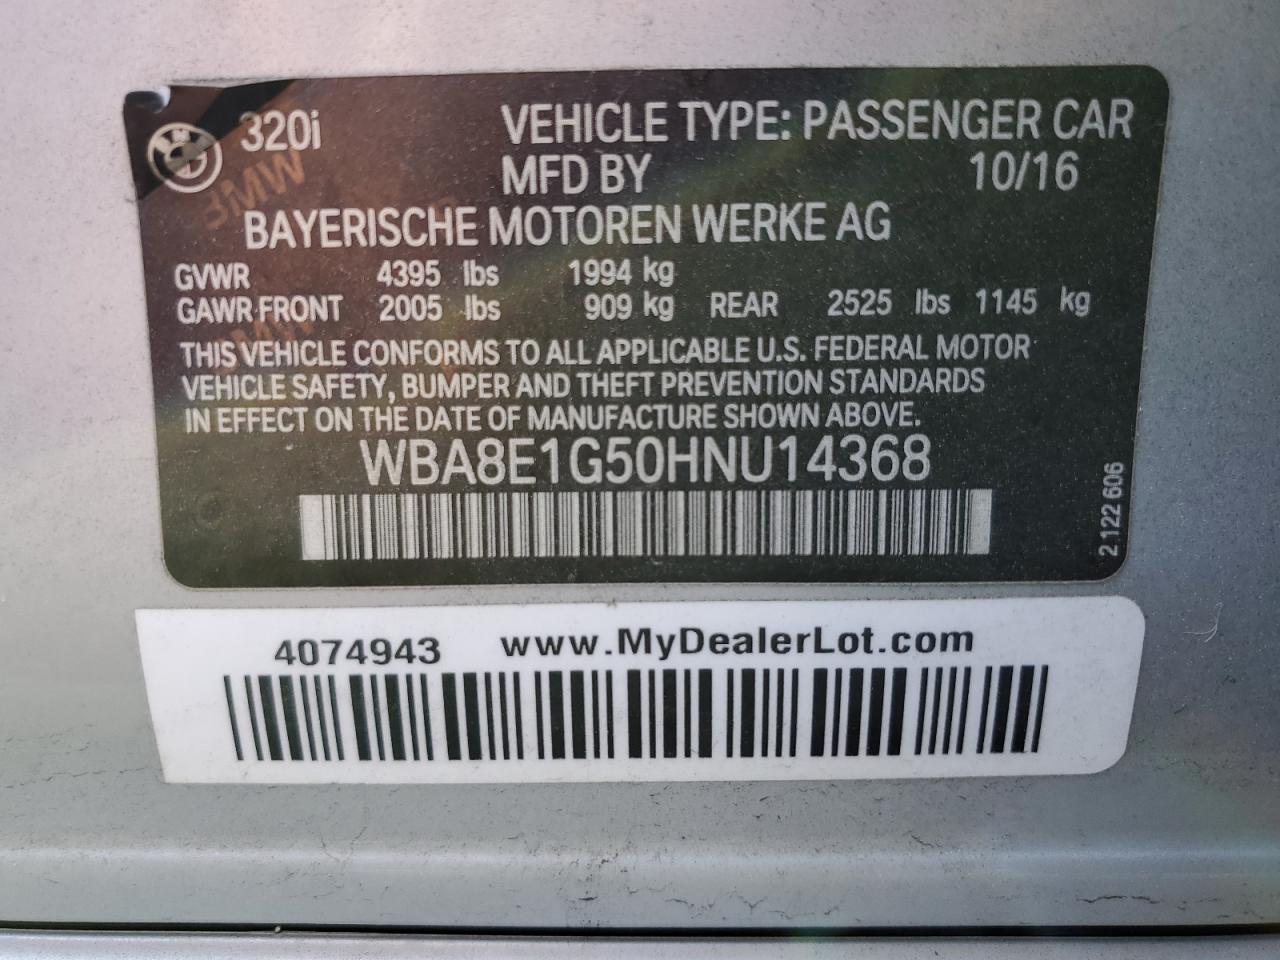 320i VEHICLE TYPE: PASSENGER CAR
MFD BY 10/16
BAYERISCHE MOTOREN WERKE AG
GVWR 4395 lbs 1994 kg
GAWR FRONT 2005 lbs 909 kg REAR 2525 lbs 1145 kg
THIS VEHICLE CONFORMS TO ALL APPLICABLE U.S. FEDERAL MOTOR
VEHICLE SAFETY, BUMPER AND THEFT PREVENTION STANDARDS
IN EFFECT ON THE DATE OF MANUFACTURE SHOWN ABOVE.
WBA8E1G50HNU14368
2 122 606
4074943 www.MyDealerLot.com